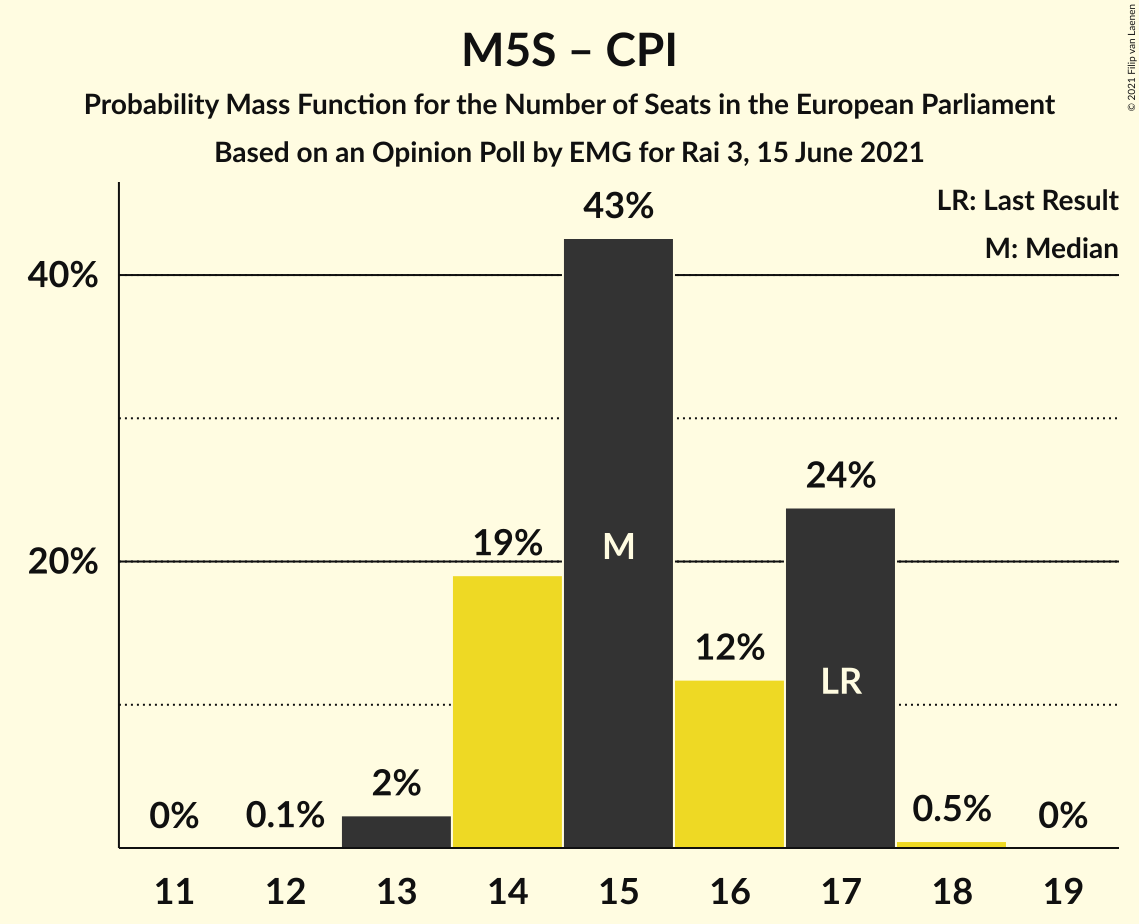 M5S – CPI
Probability Mass Function for the Number of Seats in the European Parliament
Based on an Opinion Poll by EMG for Rai 3, 15 June 2021
© 2021 Filip van Laenen
LR: Last Result
M: Median
40%
20%
0%
0.1%
2%
19%
43%
12%
24%
0.5%
0%
M
LR
11 12 13 14 15 16 17 18 19